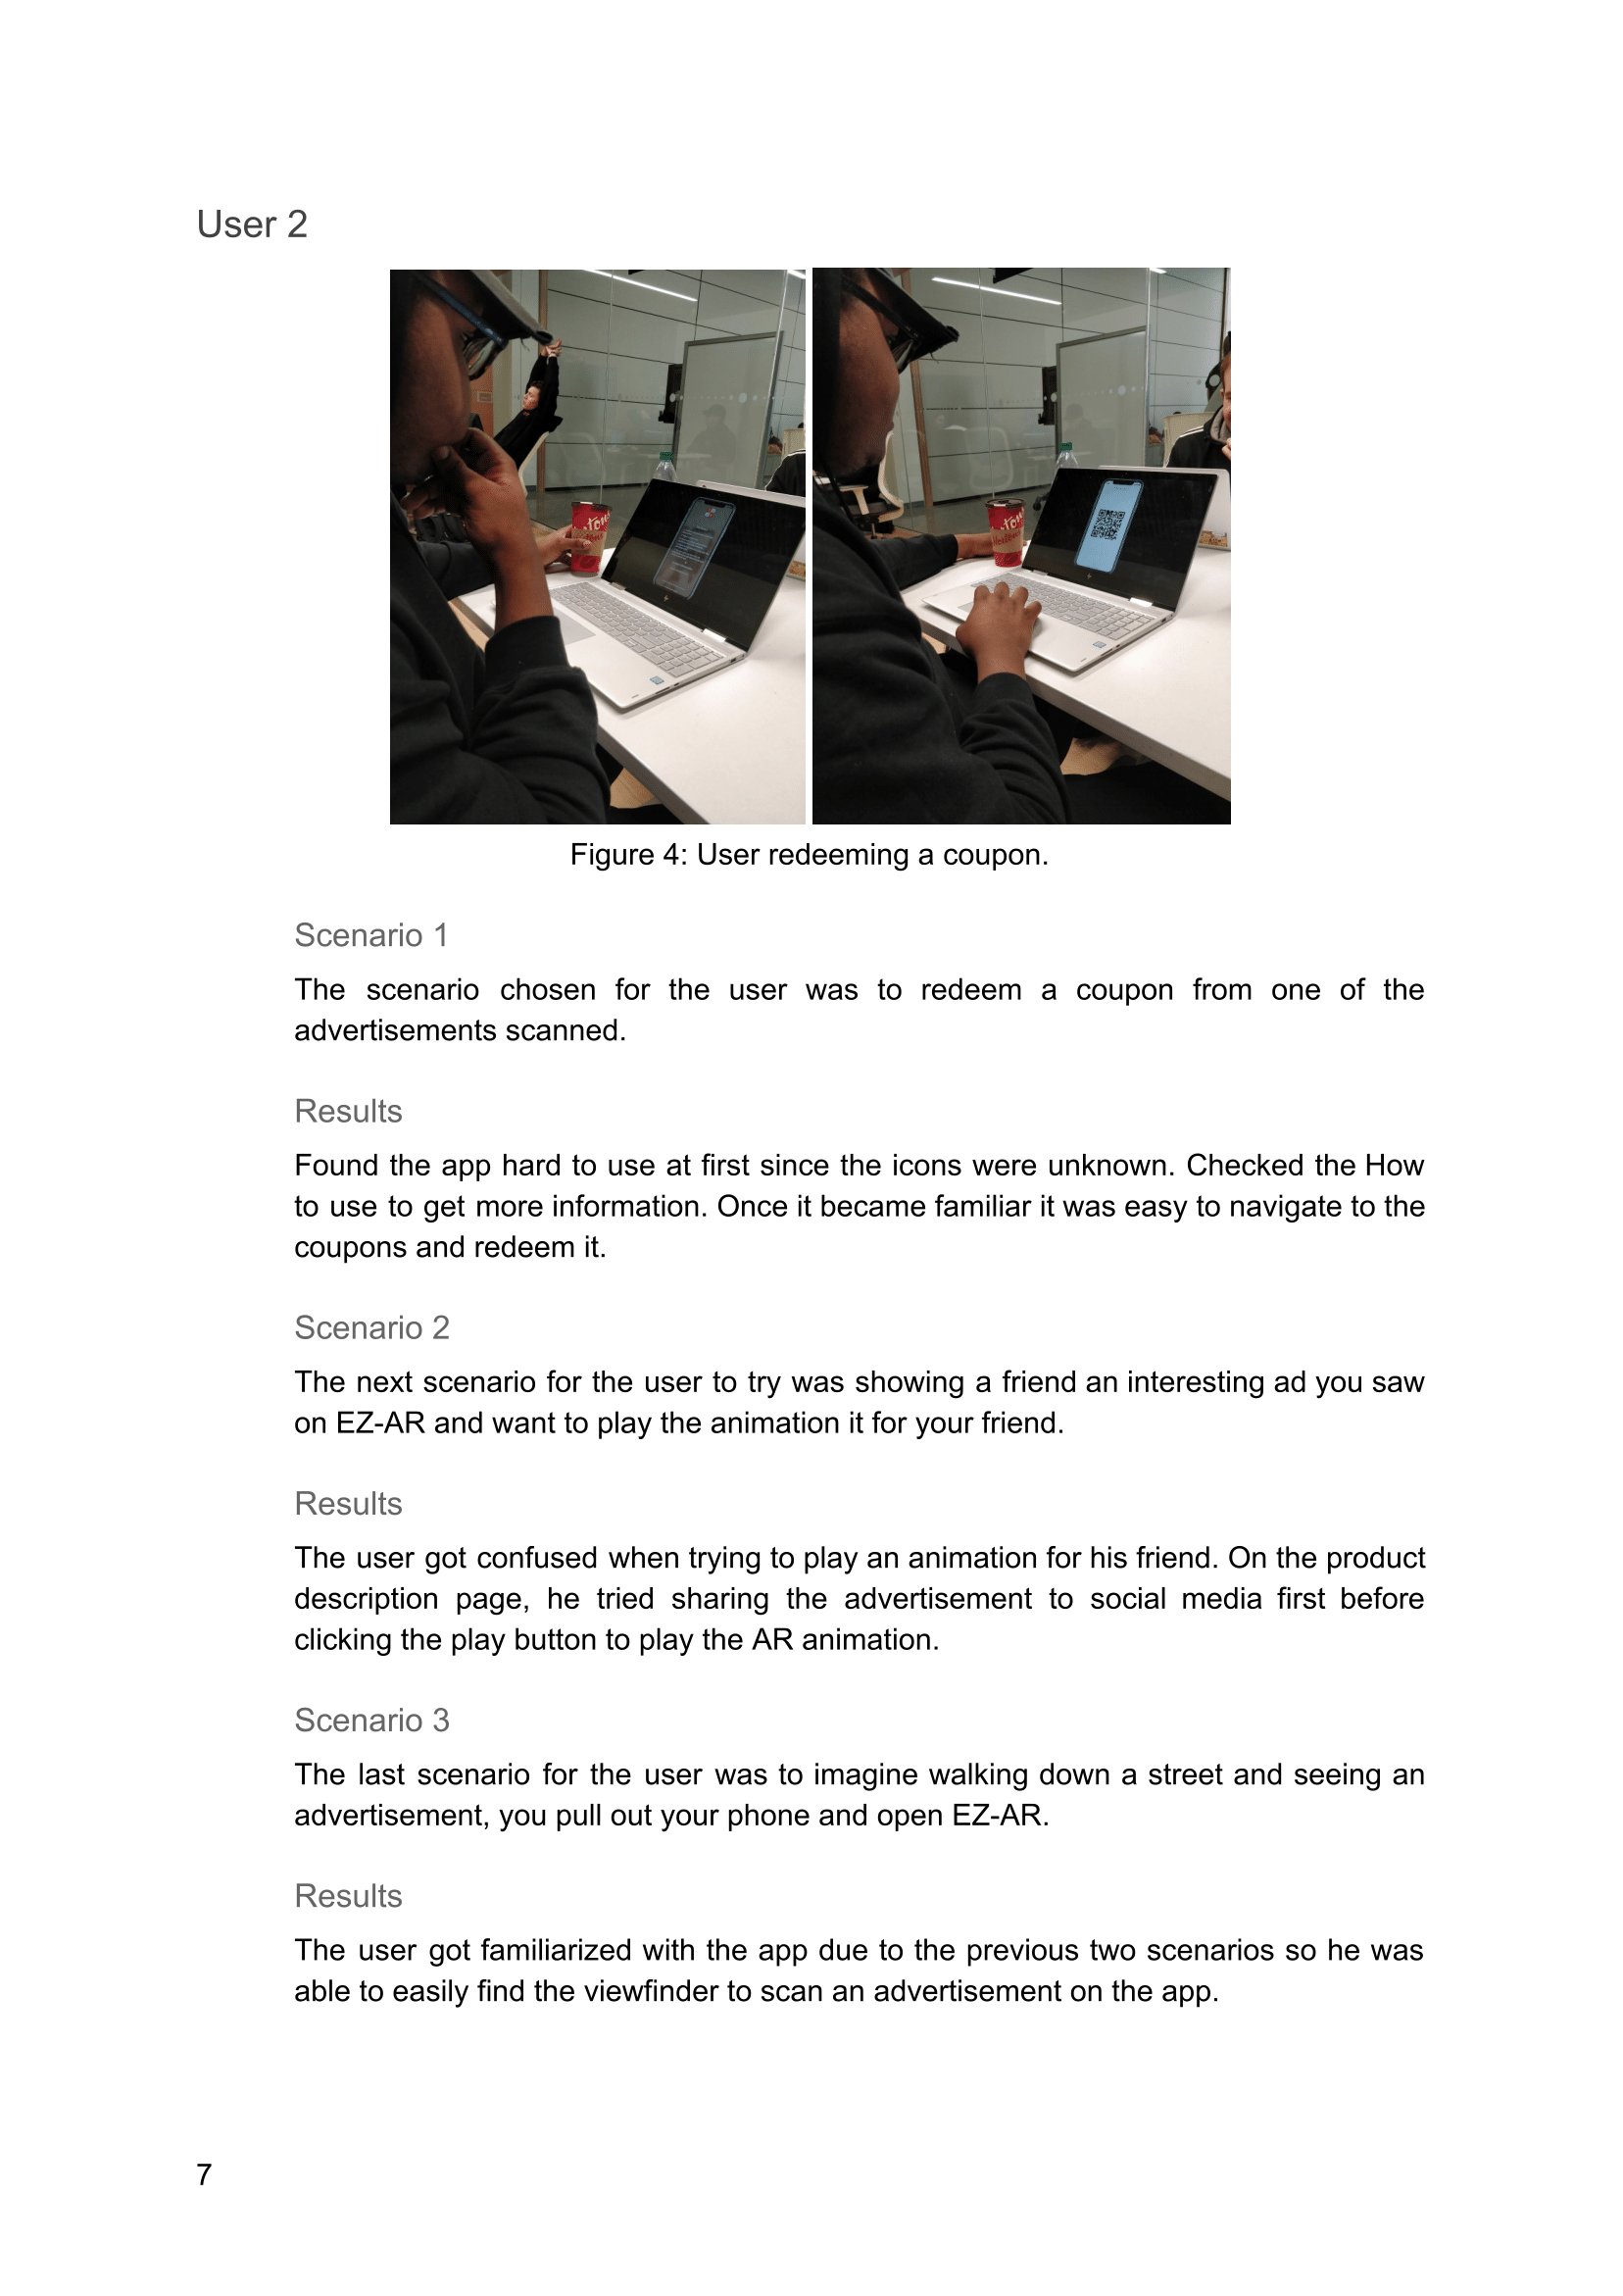 User 2
Figure 4: User redeeming a coupon.
Scenario 1
The scenario chosen for the user was to redeem a coupon from one of the
advertisements scanned.
Results
Found the app hard to use at first since the icons were unknown. Checked the How
to use to get more information. Once it became familiar it was easy to navigate to the
coupons and redeem it.
Scenario 2
The next scenario for the user to try was showing a friend an interesting ad you saw
on EZ-AR and want to play the animation it for your friend.
Results
The user got confused when trying to play an animation for his friend. On the product
description page, he tried sharing the advertisement to social media first before
clicking the play button to play the AR animation.
Scenario 3
The last scenario for the user was to imagine walking down a street and seeing an
advertisement, you pull out your phone and open EZ-AR.
Results
The user got familiarized with the app due to the previous two scenarios so he was
able to easily find the viewfinder to scan an advertisement on the app.
7